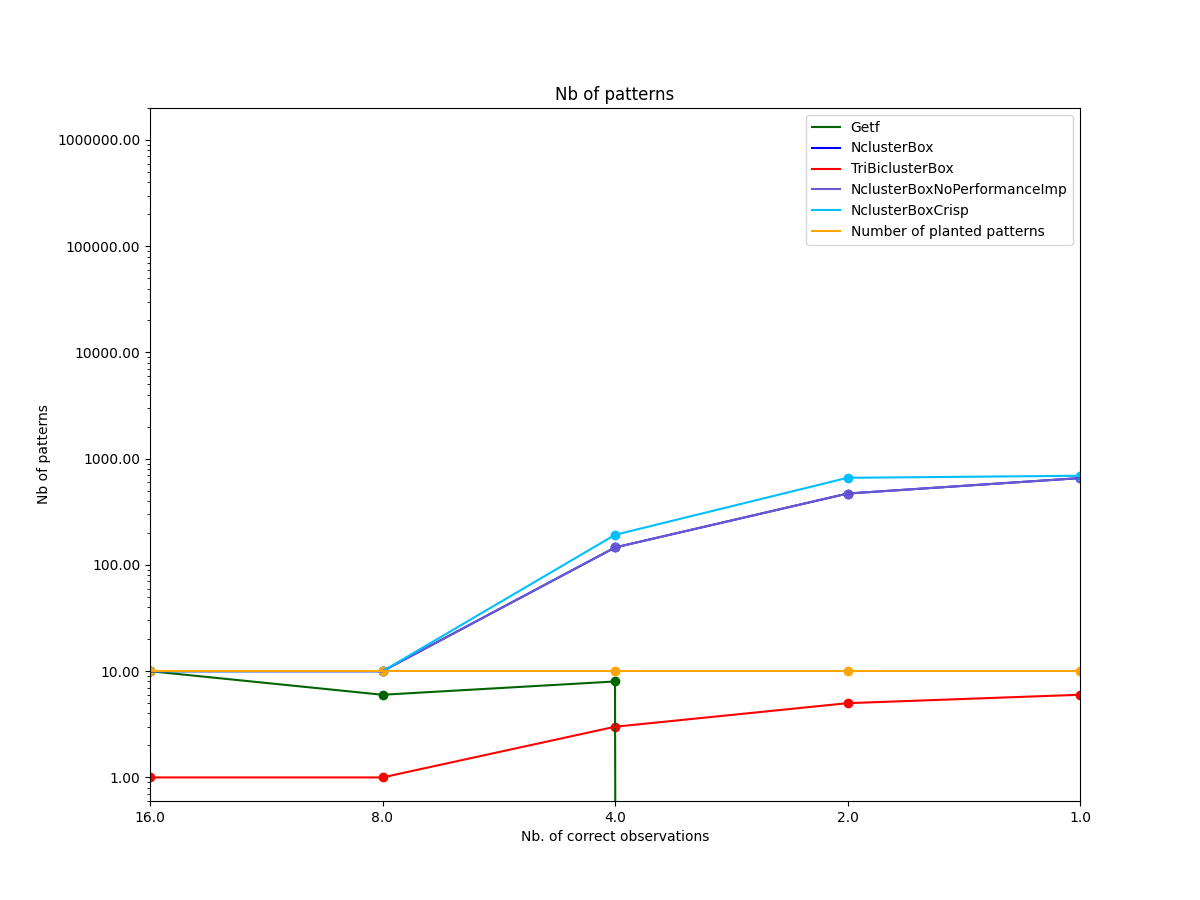 Nb of patterns
Getf
NclusterBox
TriBiclusterBox
NclusterBoxNoPerformanceImp
NclusterBoxCrisp
Number of planted patterns
Nb of patterns
1000000.00
100000.00
10000.00
1000.00
100.00
10.00
1.00
16.0 8.0 4.0 2.0 1.0
Nb. of correct observations